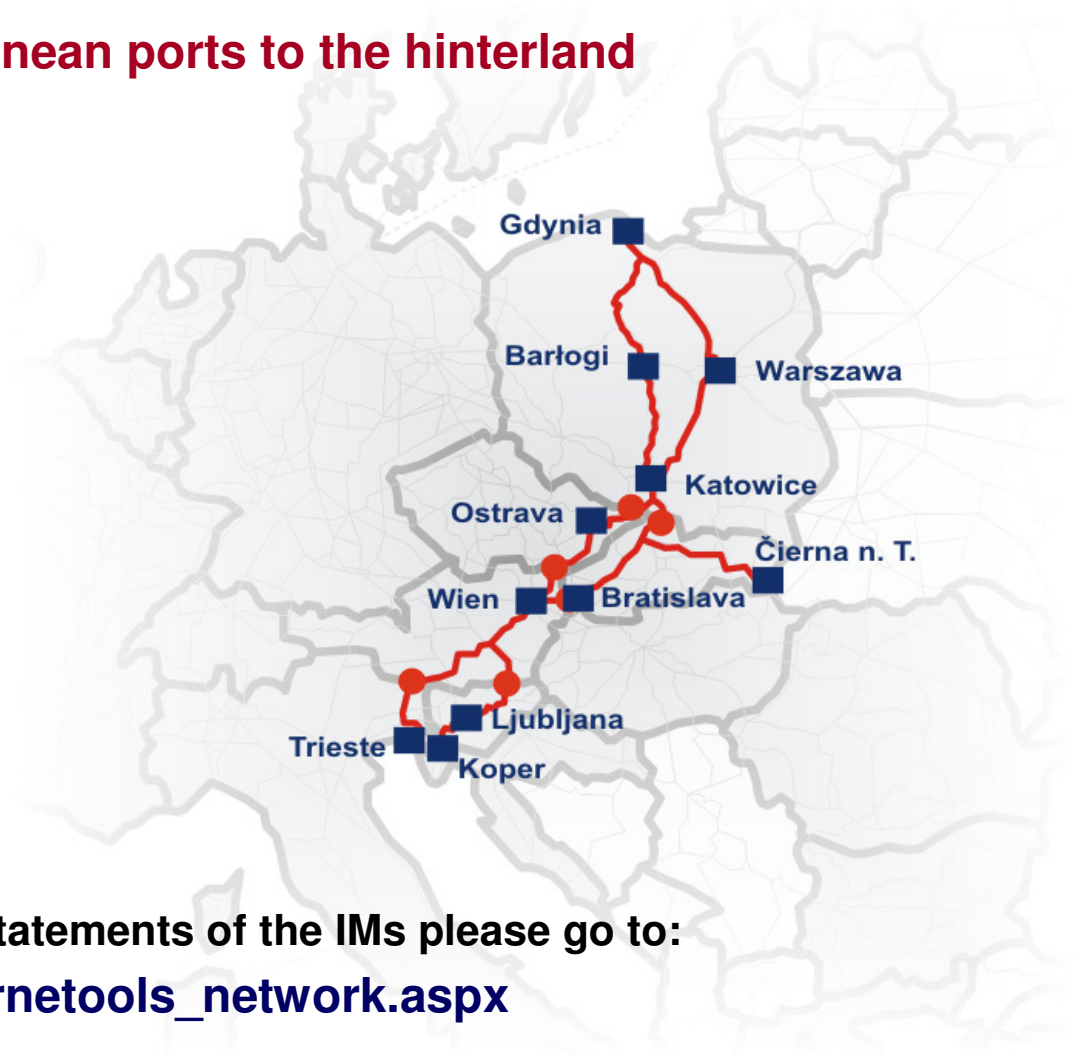 nean ports to the hinterland
Gdynia
Barłogi
Warszawa
Katowice
Ostrava
Čierna n. T.
Wien
Bratislava
Ljubljana
Trieste
Koper
tatements of the IMs please go to:
rnetools_network.aspx